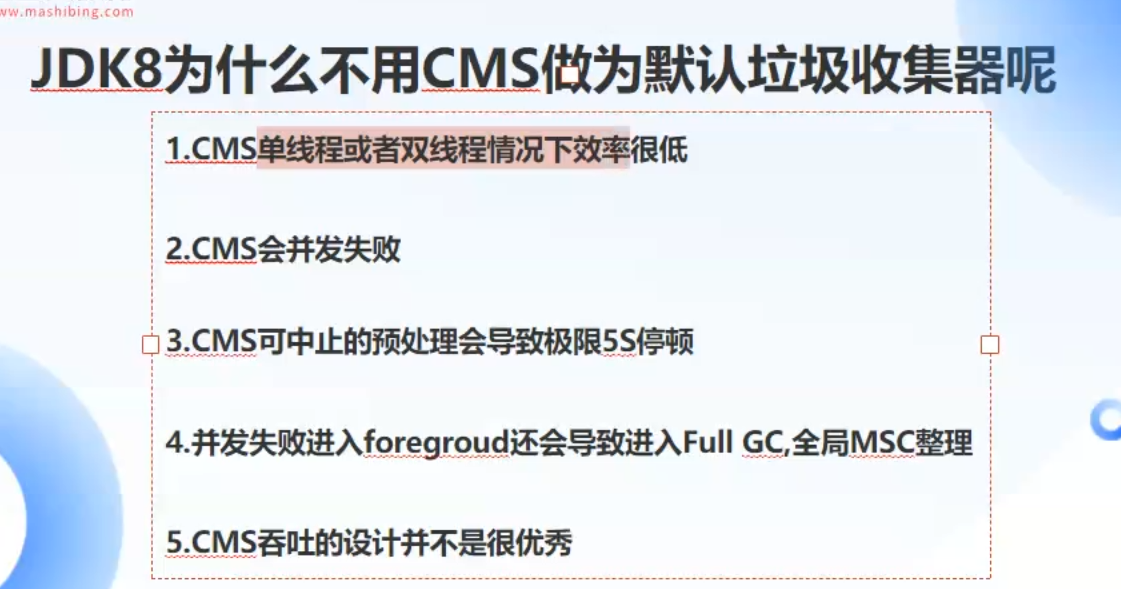 ww.mashibing.com
JDK8为什么不用CMS做为默认垃圾收集器呢
1.CMS单线程或者双线程情况下效率很低
2.CMS会并发失败
3.CMS可中止的预处理会导致极限5S停顿
4.并发失败进入foregroud还会导致进入Full GC,全局MSC整理
5.CMS吞吐的设计并不是很优秀